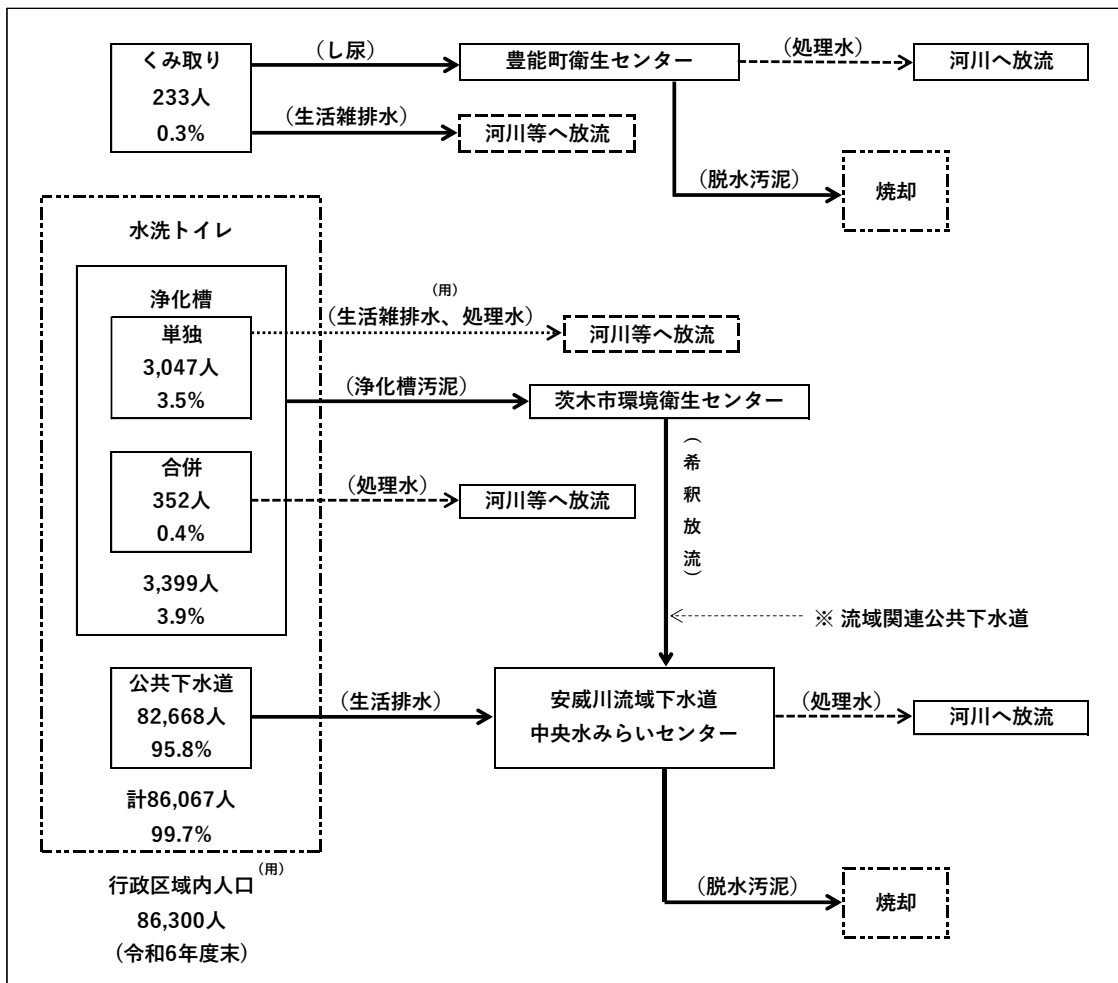 くみ取り
233人
0.3%
(し尿)
豊能町衛生センター
(処理水)
河川へ放流
(生活雑排水)
河川等へ放流
(脱水汚泥)
焼却
水洗トイレ
浄化槽
単独
3,047人
3.5%
(用)
(生活雑排水、処理水)
河川等へ放流
(浄化槽汚泥)
茨木市環境衛生センター
(希釈放流)
合併
352人
0.4%
(処理水)
河川等へ放流
3,399人
3.9%
※ 流域関連公共下水道
公共下水道
82,668人
95.8%
(生活排水)
安威川流域下水道
中央水みらいセンター
(処理水)
河川へ放流
計86,067人
99.7%
(脱水汚泥)
焼却
行政区域内人口(用)
86,300人
(令和6年度末)